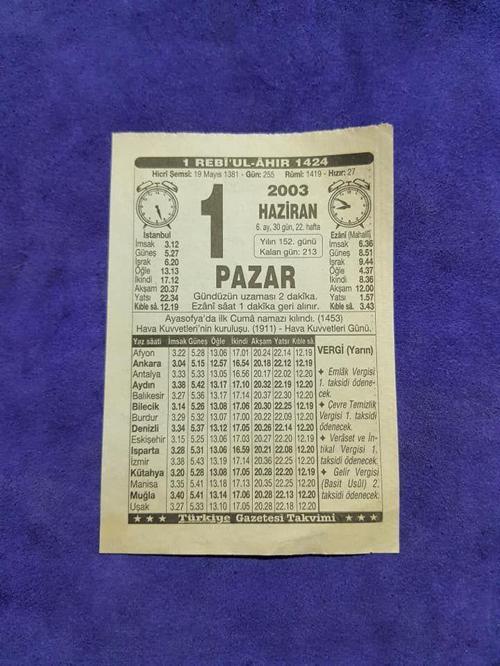 1 REBÎ'UL-ÂHIR 1424
Hicrî Şemsî: 19 Mayıs 1381 - Gün: 255 Rûmî: 1419 - Hızır: 27
1
2003
HAZİRAN
6. ay, 30 gün, 22. hafta
Yılın 152. günü
Kalan gün: 213
İstanbul
İmsak 3.12
Güneş 5.27
İşrak 6.20
Öğle 13.13
İkindi 17.12
Akşam 20.37
Yatsı 22.34
Kıble sâ. 12.19
Ezânî (Mahallî)
İmsak 6.36
Güneş 8.51
İşrak 9.44
Öğle 4.37
İkindi 8.36
Akşam 12.00
Yatsı 1.57
Kıble sâ. 3.43
PAZAR
Gündüzün uzaması 2 dakîka.
Ezânî sâat 1 dakîka geri alınır.
Ayasofya'da ilk Cumâ namazı kılındı. (1453)
Hava Kuvvetleri'nin kuruluşu. (1911) - Hava Kuvvetleri Günü.
Yaz sâati İmsak Güneş Öğle İkindi Akşam Yatsı Kıble sâ.
Afyon 3.22 5.28 13.06 17.01 20.24 22.14 12.19
Ankara 3.04 5.15 12.57 16.54 20.18 22.12 12.19
Antalya 3.33 5.33 13.05 16.56 20.17 22.02 12.20
Aydın 3.38 5.42 13.17 17.10 20.32 22.19 12.20
Balıkesir 3.27 5.36 13.17 17.13 20.38 22.30 12.20
Bilecik 3.14 5.26 13.08 17.06 20.30 22.25 12.19
Burdur 3.29 5.32 13.07 17.00 20.22 22.09 12.20
Denizli 3.34 5.37 13.12 17.05 20.26 22.14 12.20
Eskişehir 3.15 5.25 13.06 17.03 20.27 22.20 12.19
Isparta 3.28 5.31 13.06 16.59 20.21 22.08 12.20
İzmir 3.38 5.43 13.19 17.14 20.36 22.25 12.20
Kütahya 3.20 5.28 13.08 17.05 20.28 22.20 12.19
Manisa 3.35 5.41 13.18 17.13 20.35 22.25 12.20
Muğla 3.40 5.41 13.14 17.06 20.28 22.13 12.20
Uşak 3.27 5.33 13.10 17.05 20.28 22.18 12.20
VERGİ (Yarın)
✦ Emlâk Vergisi
1. taksidi ödene-
cek.
✦ Çevre Temizlik
Vergisi 1. taksidi
ödenecek.
✦ Verâset ve İn-
tikal Vergisi 1.
taksidi ödenecek.
✦ Gelir Vergisi
(Basit Usûl) 2.
taksidi ödenecek.
★ ★ ★ Türkiye Gazetesi Takvimi ★ ★ ★